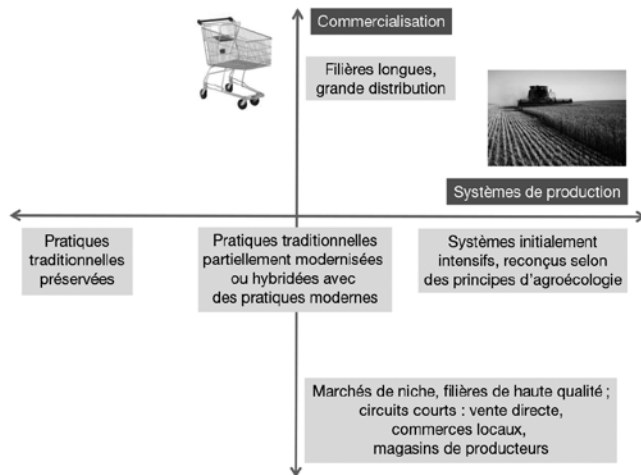 Commercialisation
Filières longues,
grande distribution
Systèmes de production
Pratiques
traditionnelles
préservées
Pratiques traditionnelles
partiellement modernisées
ou hybridées avec
des pratiques modernes
Systèmes initialement
intensifs, reconçus selon
des principes d'agroécologie
Marchés de niche, filières de haute qualité ;
circuits courts : vente directe,
commerces locaux,
magasins de producteurs